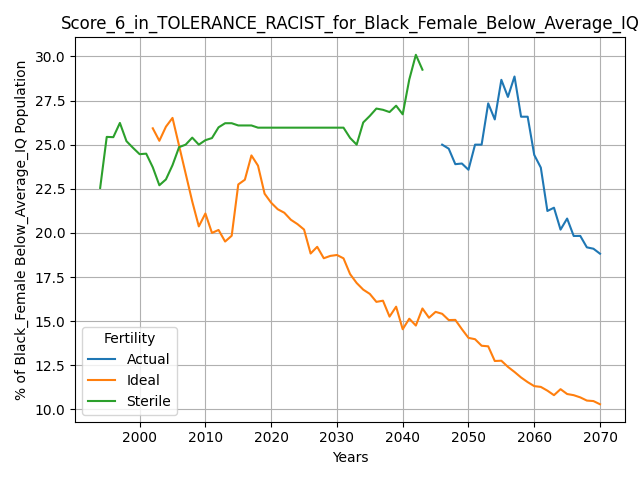 Score_6_in_TOLERANCE_RACIST_for_Black_Female_Below_Average_IQ
% of Black_Female Below_Average_IQ Population
30.0
27.5
25.0
22.5
20.0
17.5
15.0
12.5
10.0
Fertility
Actual
Ideal
Sterile
2000 2010 2020 2030 2040 2050 2060 2070
Years